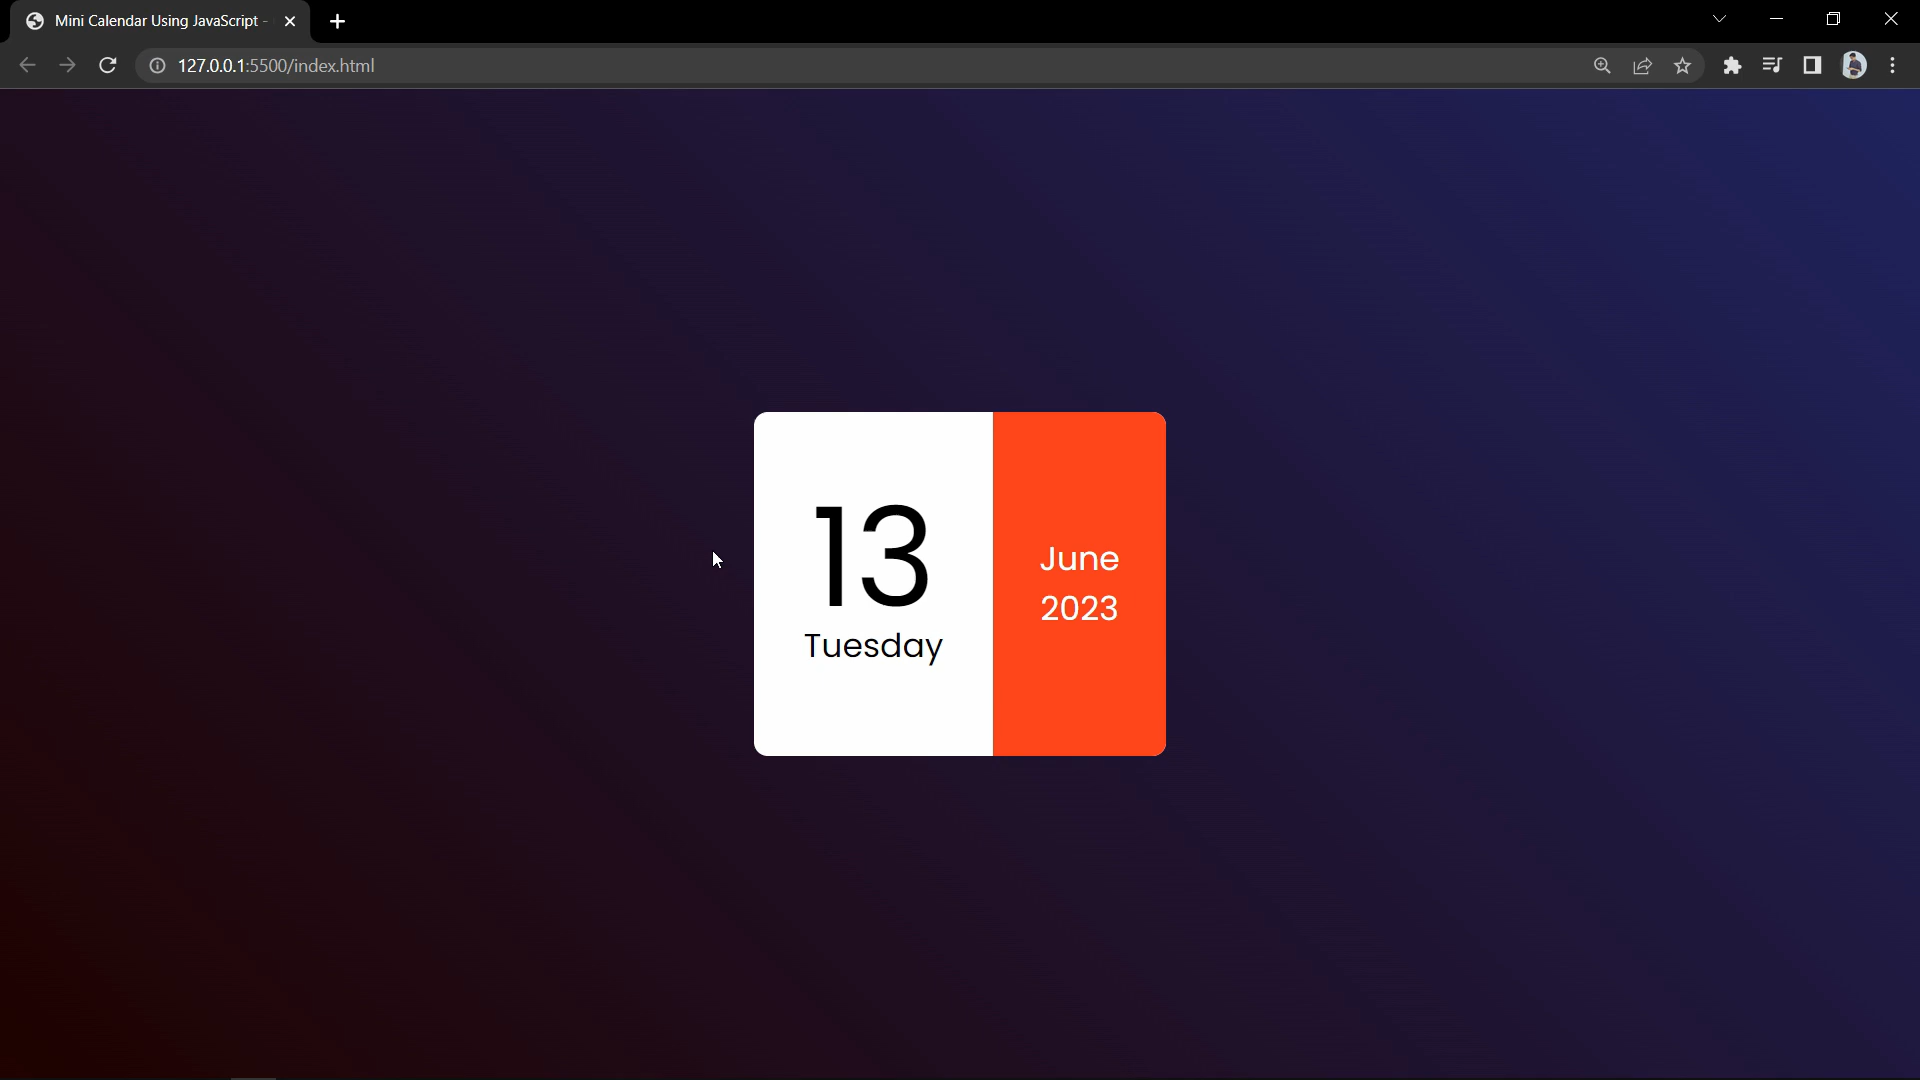 Mini Calendar Using JavaScript -
127.0.0.1:5500/index.html
13
Tuesday
June
2023